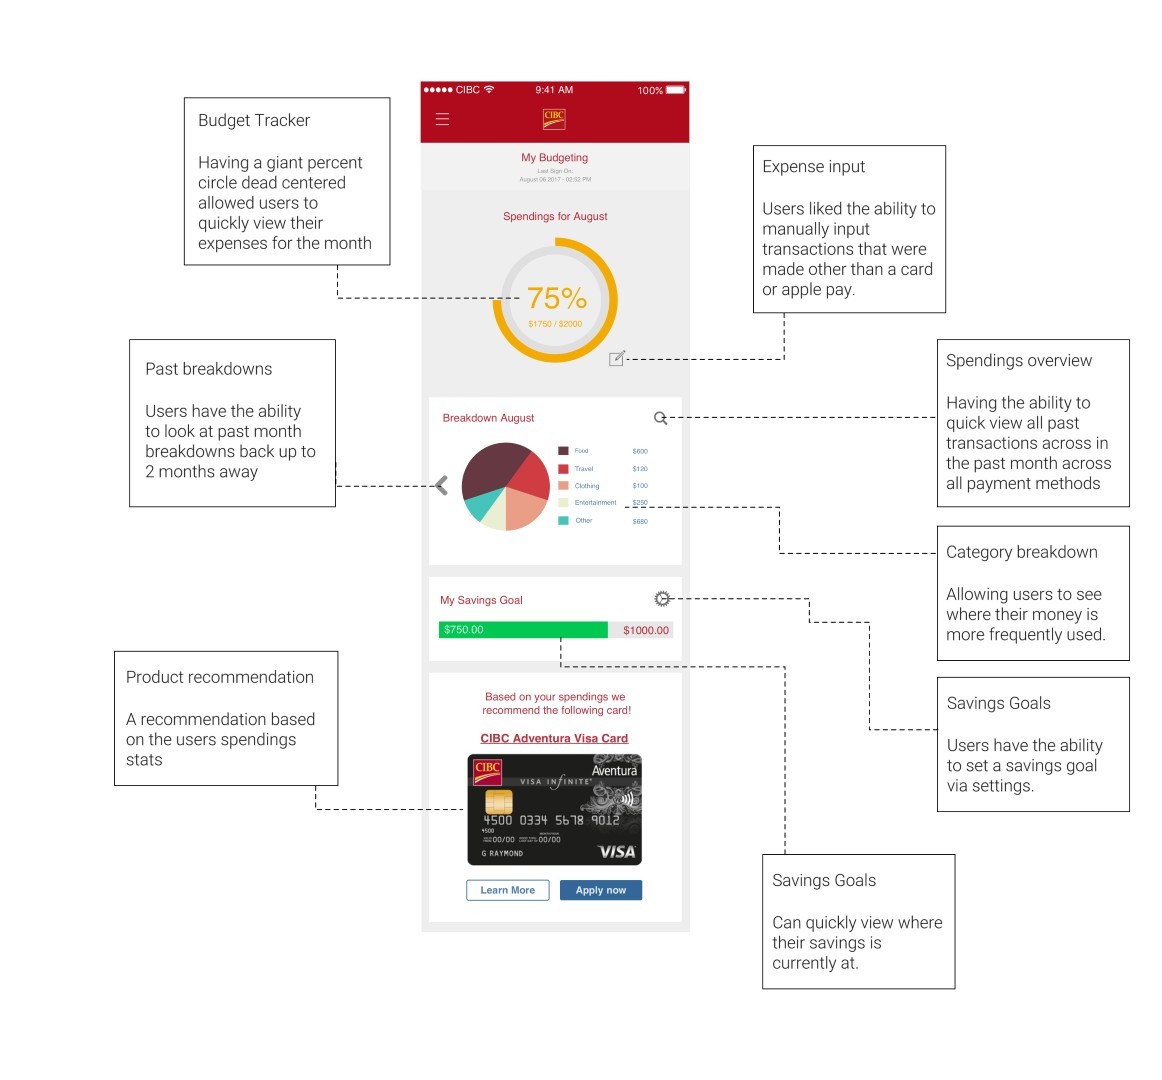 CIBC
9:41 AM
100%
CIBC
My Budgeting
Last Sign On:
August 06 2017 - 02:52 PM
Budget Tracker
Having a giant percent
circle dead centered
allowed users to
quickly view their
expenses for the month
Expense input
Users liked the ability to
manually input
transactions that were
made other than a card
or apple pay.
Spendings for August
75%
$1750 / $2000
Past breakdowns
Users have the ability
to look at past month
breakdowns back up to
2 months away
Spendings overview
Having the ability to
quick view all past
transactions across in
the past month across
all payment methods
Breakdown August
Food $600
Travel $120
Clothing $100
Entertainment $250
Other $680
Category breakdown
Allowing users to see
where their money is
more frequently used.
My Savings Goal
$750.00 $1000.00
Product recommendation
A recommendation based
on the users spendings
stats
Savings Goals
Users have the ability
to set a savings goal
via settings.
Based on your spendings we
recommend the following card!
CIBC Adventura Visa Card
CIBC
Aventura
VISA INFINITE
4500 0334 5678 9012
4500
00/00 00/00
G RAYMOND
VISA
Learn More
Apply now
Savings Goals
Can quickly view where
their savings is
currently at.